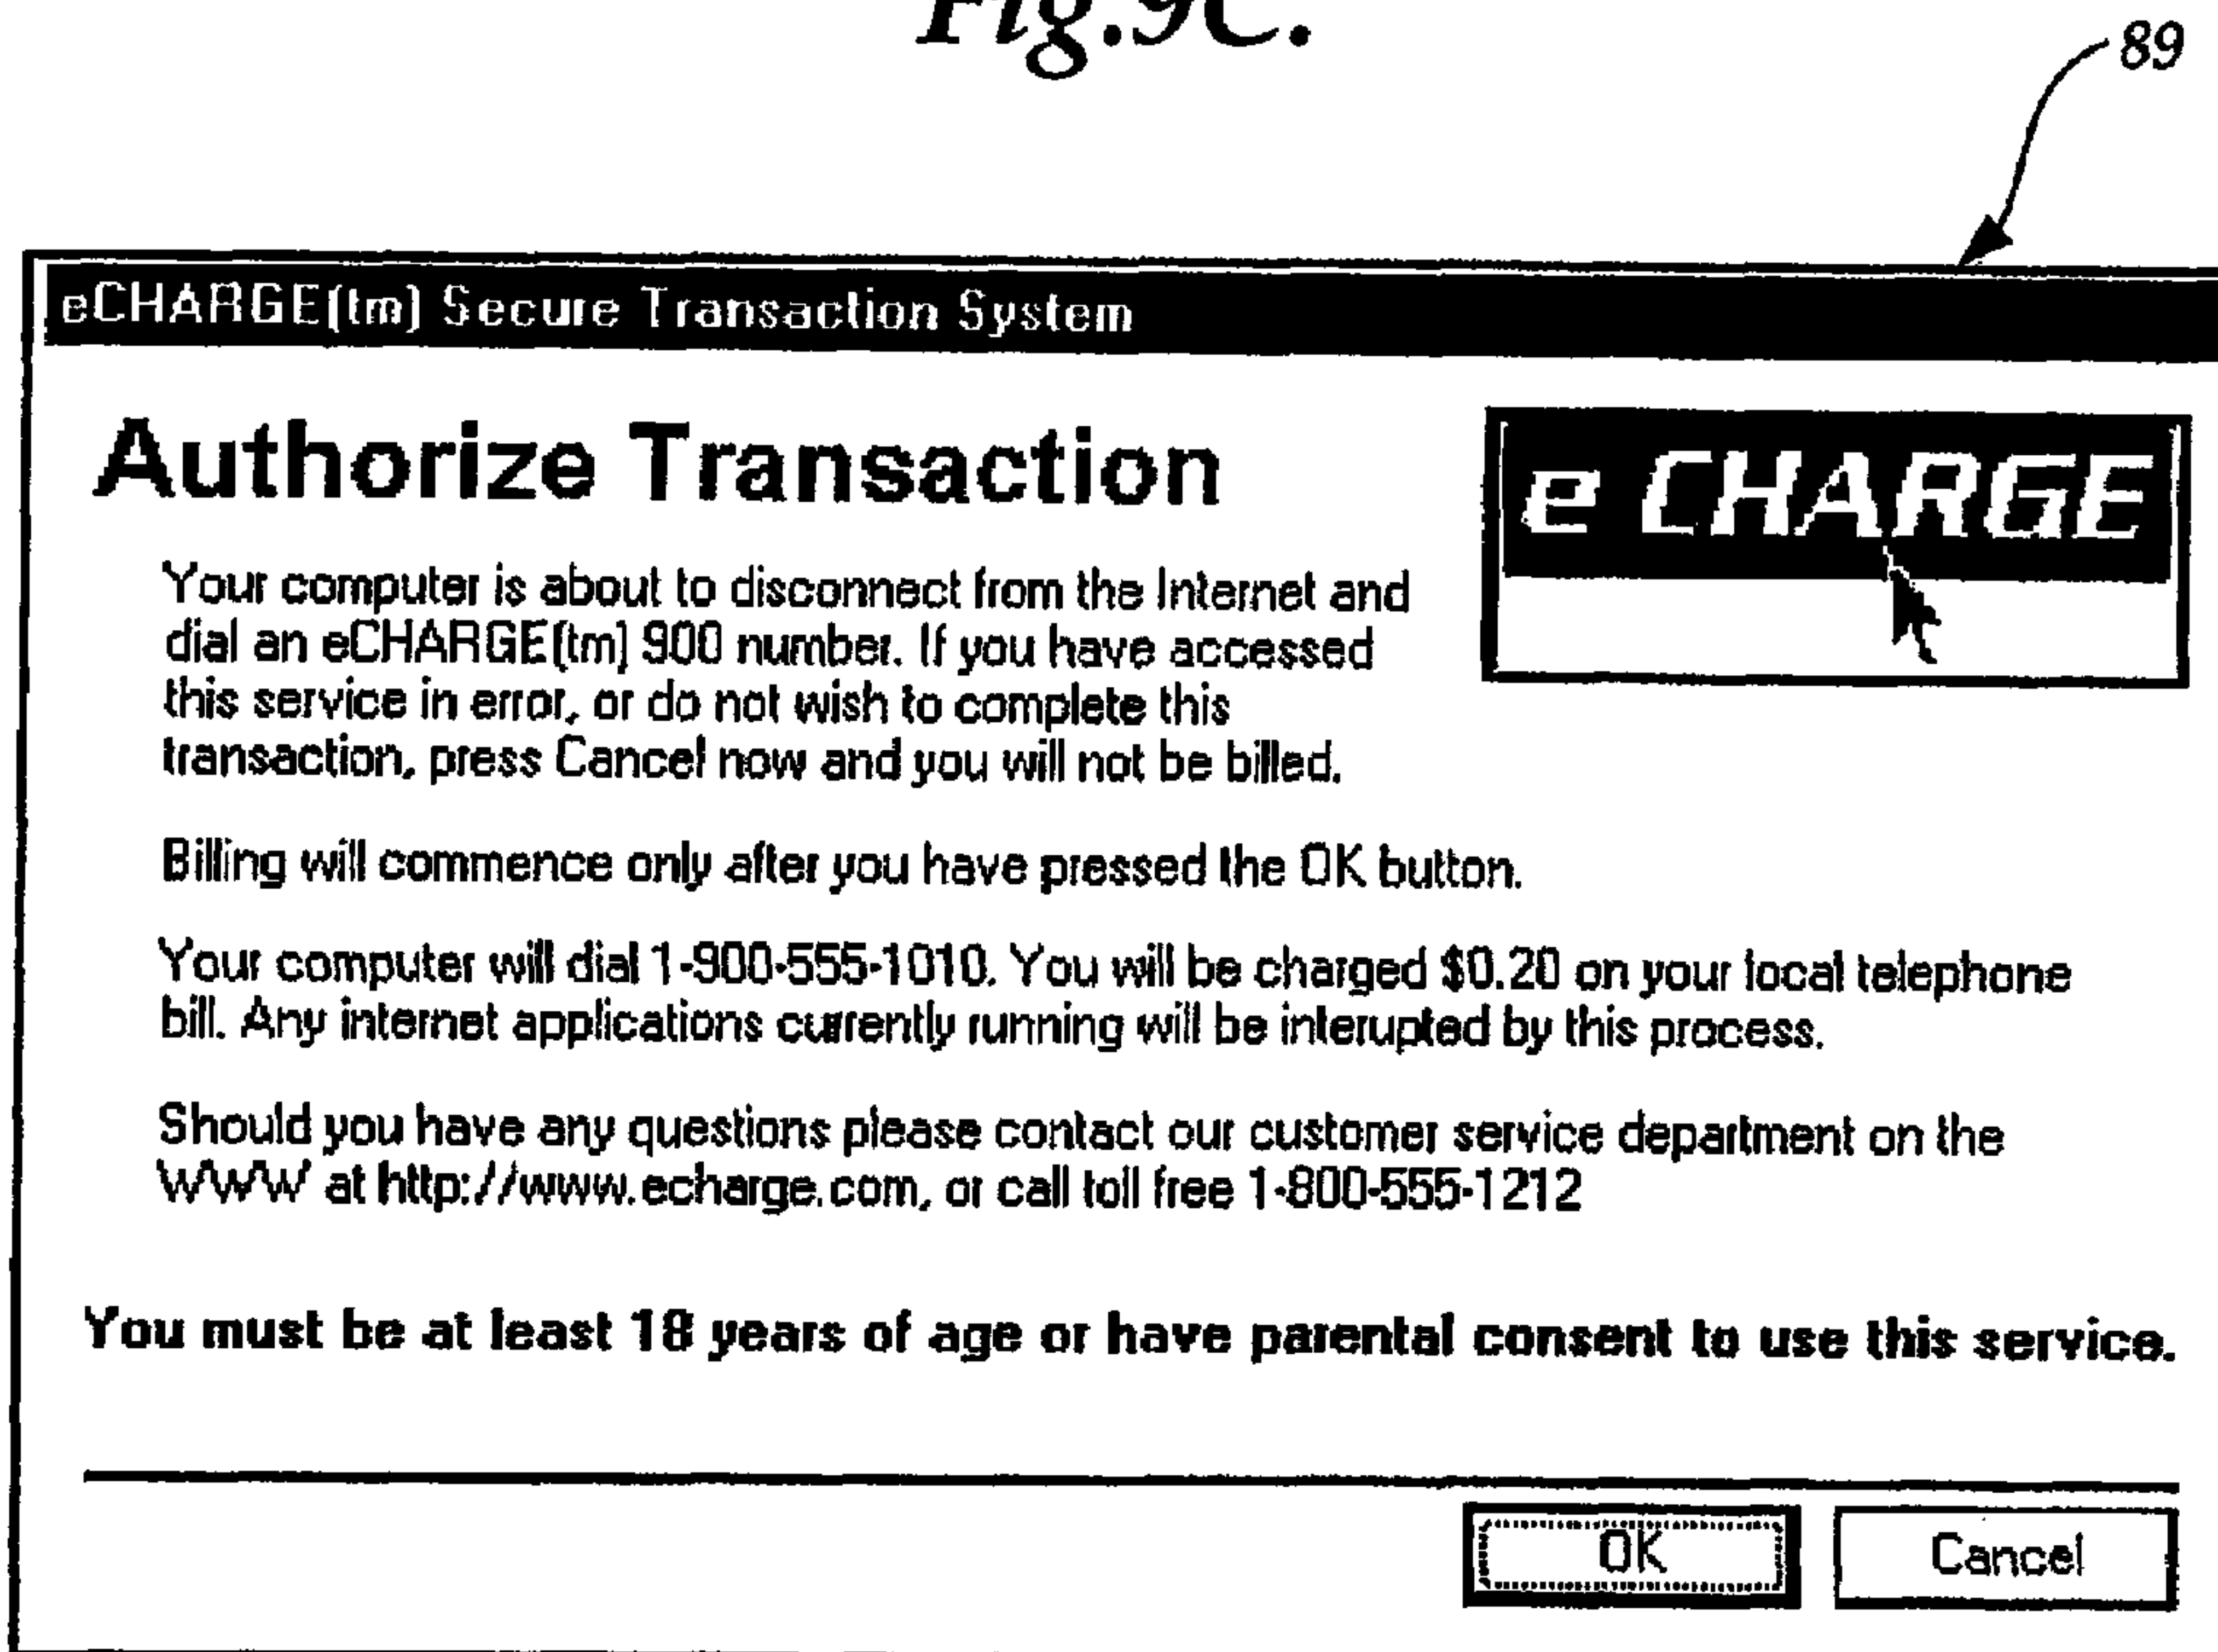 Fig.9C.
89
eCHARGE(tm) Secure Transaction System
Authorize Transaction
e CHARGE
Your computer is about to disconnect from the Internet and
dial an eCHARGE(tm) 900 number. If you have accessed
this service in error, or do not wish to complete this
transaction, press Cancel now and you will not be billed.
Billing will commence only after you have pressed the OK button.
Your computer will dial 1-900-555-1010. You will be charged $0.20 on your local telephone
bill. Any internet applications currently running will be interupted by this process.
Should you have any questions please contact our customer service department on the
WWW at http://www.echarge.com, or call toll free 1-800-555-1212
You must be at least 18 years of age or have parental consent to use this service.
OK
Cancel